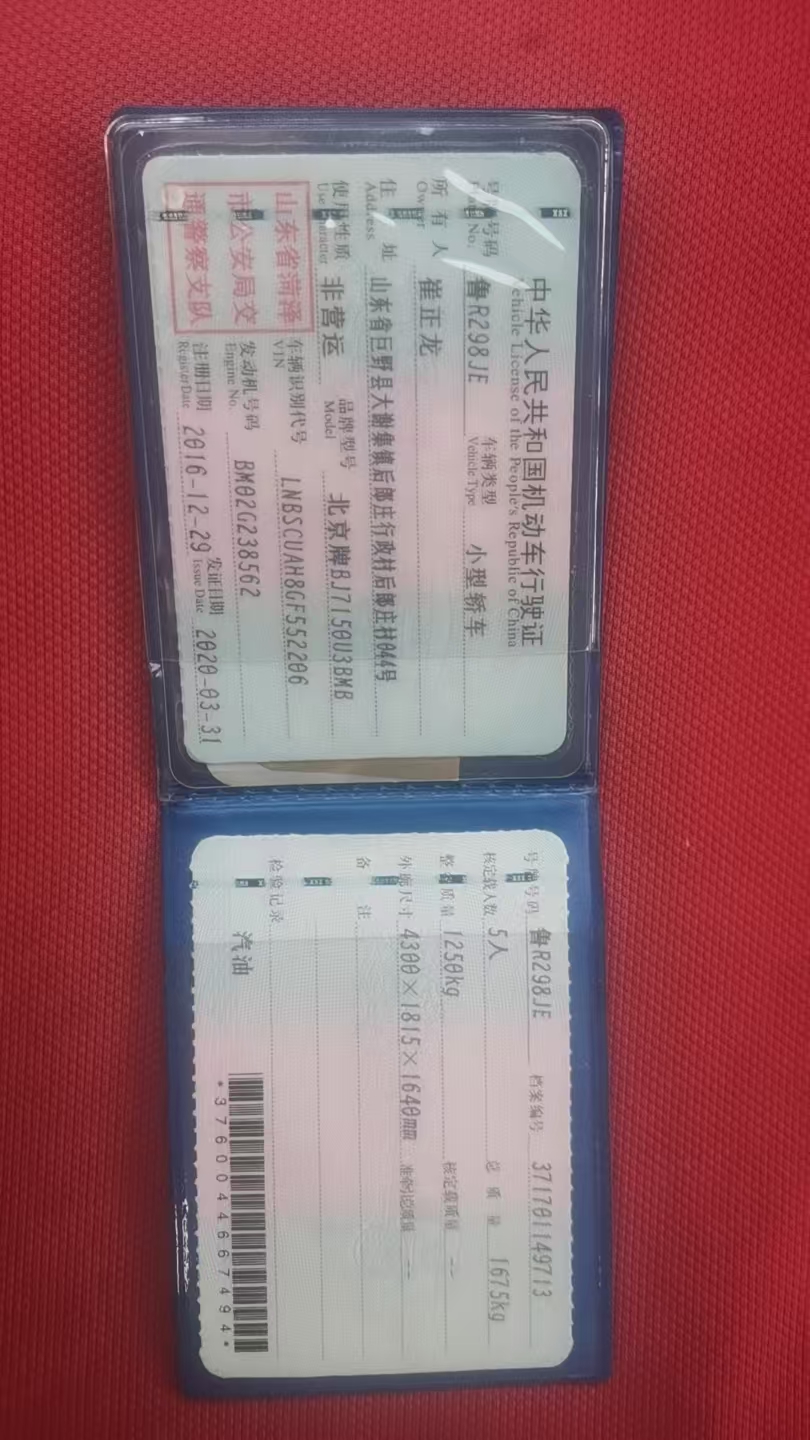 中华人民共和国机动车行驶证
Vehicle License of the People's Republic of China
号牌号码 鲁R298JE 车辆类型 小型轿车
Plate No. Vehicle Type
所有人 崔正龙
Owner
住址 山东省巨野县大谢集镇后郎庄行政村后郎庄村044号
Address
使用性质 非营运 品牌型号 北京牌BJ7150U3BMB
Use Character Model
山东省菏泽
市公安局交
通警察支队
车辆识别代号 LNBSCUAH8GF552206
VIN
发动机号码 BM02G238562
Engine No.
注册日期 2016-12-29 发证日期 2020-03-31
Register Date Issue Date
号牌号码 鲁R298JE 档案编号 371701149713
核定载人数 5人 总质量 1675kg
整备质量 1250kg 核定载质量 --
外廓尺寸 4300×1815×1640mm 准牵引总质量 --
备注
检验记录
汽油
*3760044667494*